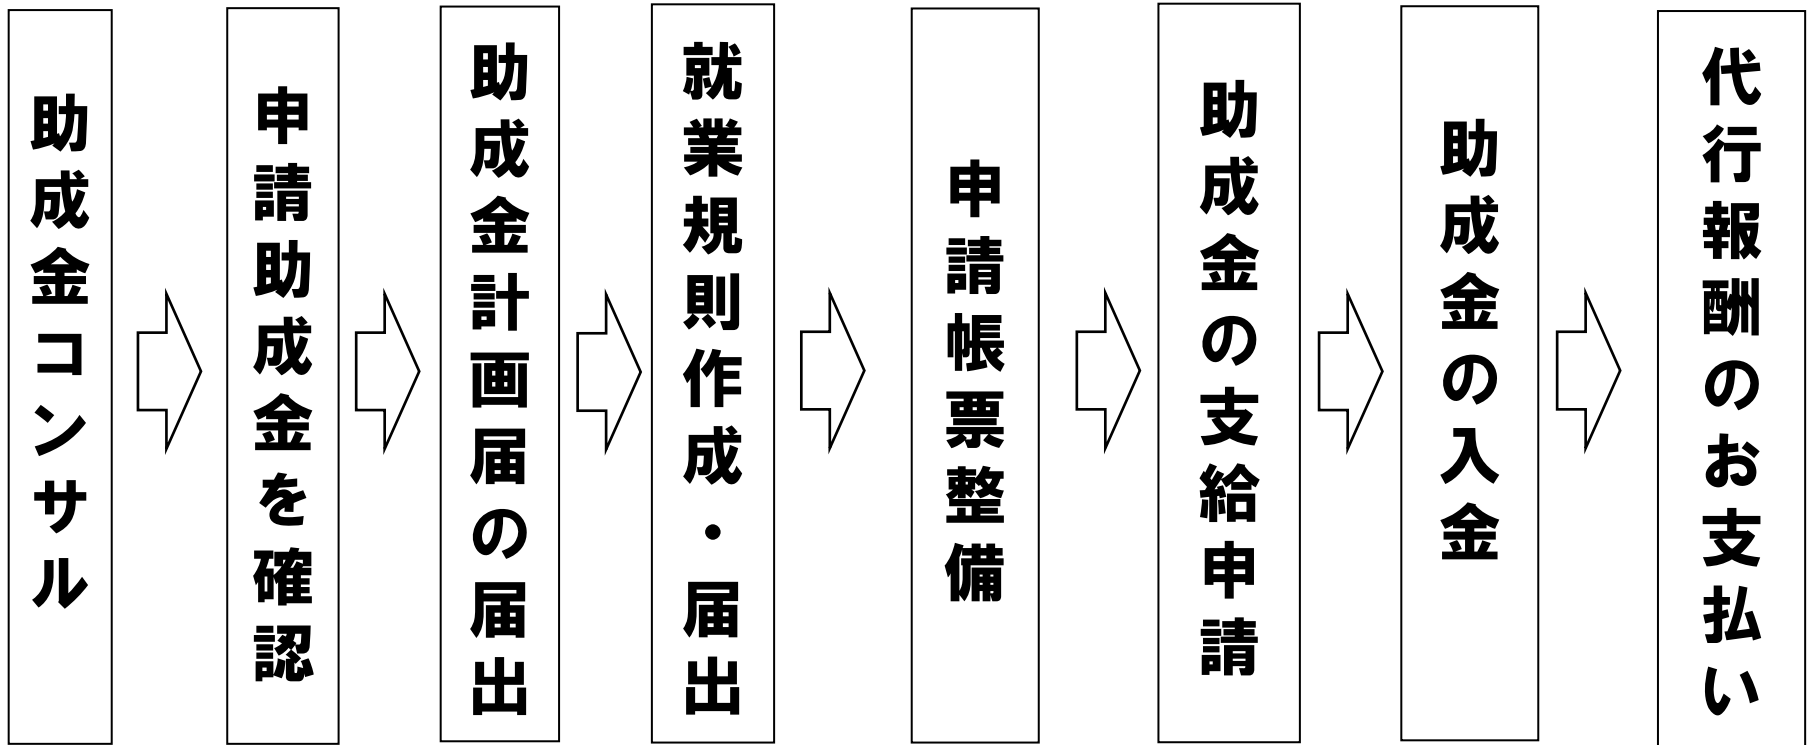 助成金コンサル
申請助成金を確認
助成金計画届の届出
就業規則作成・届出
申請帳票整備
助成金の支給申請
助成金の入金
代行報酬のお支払い